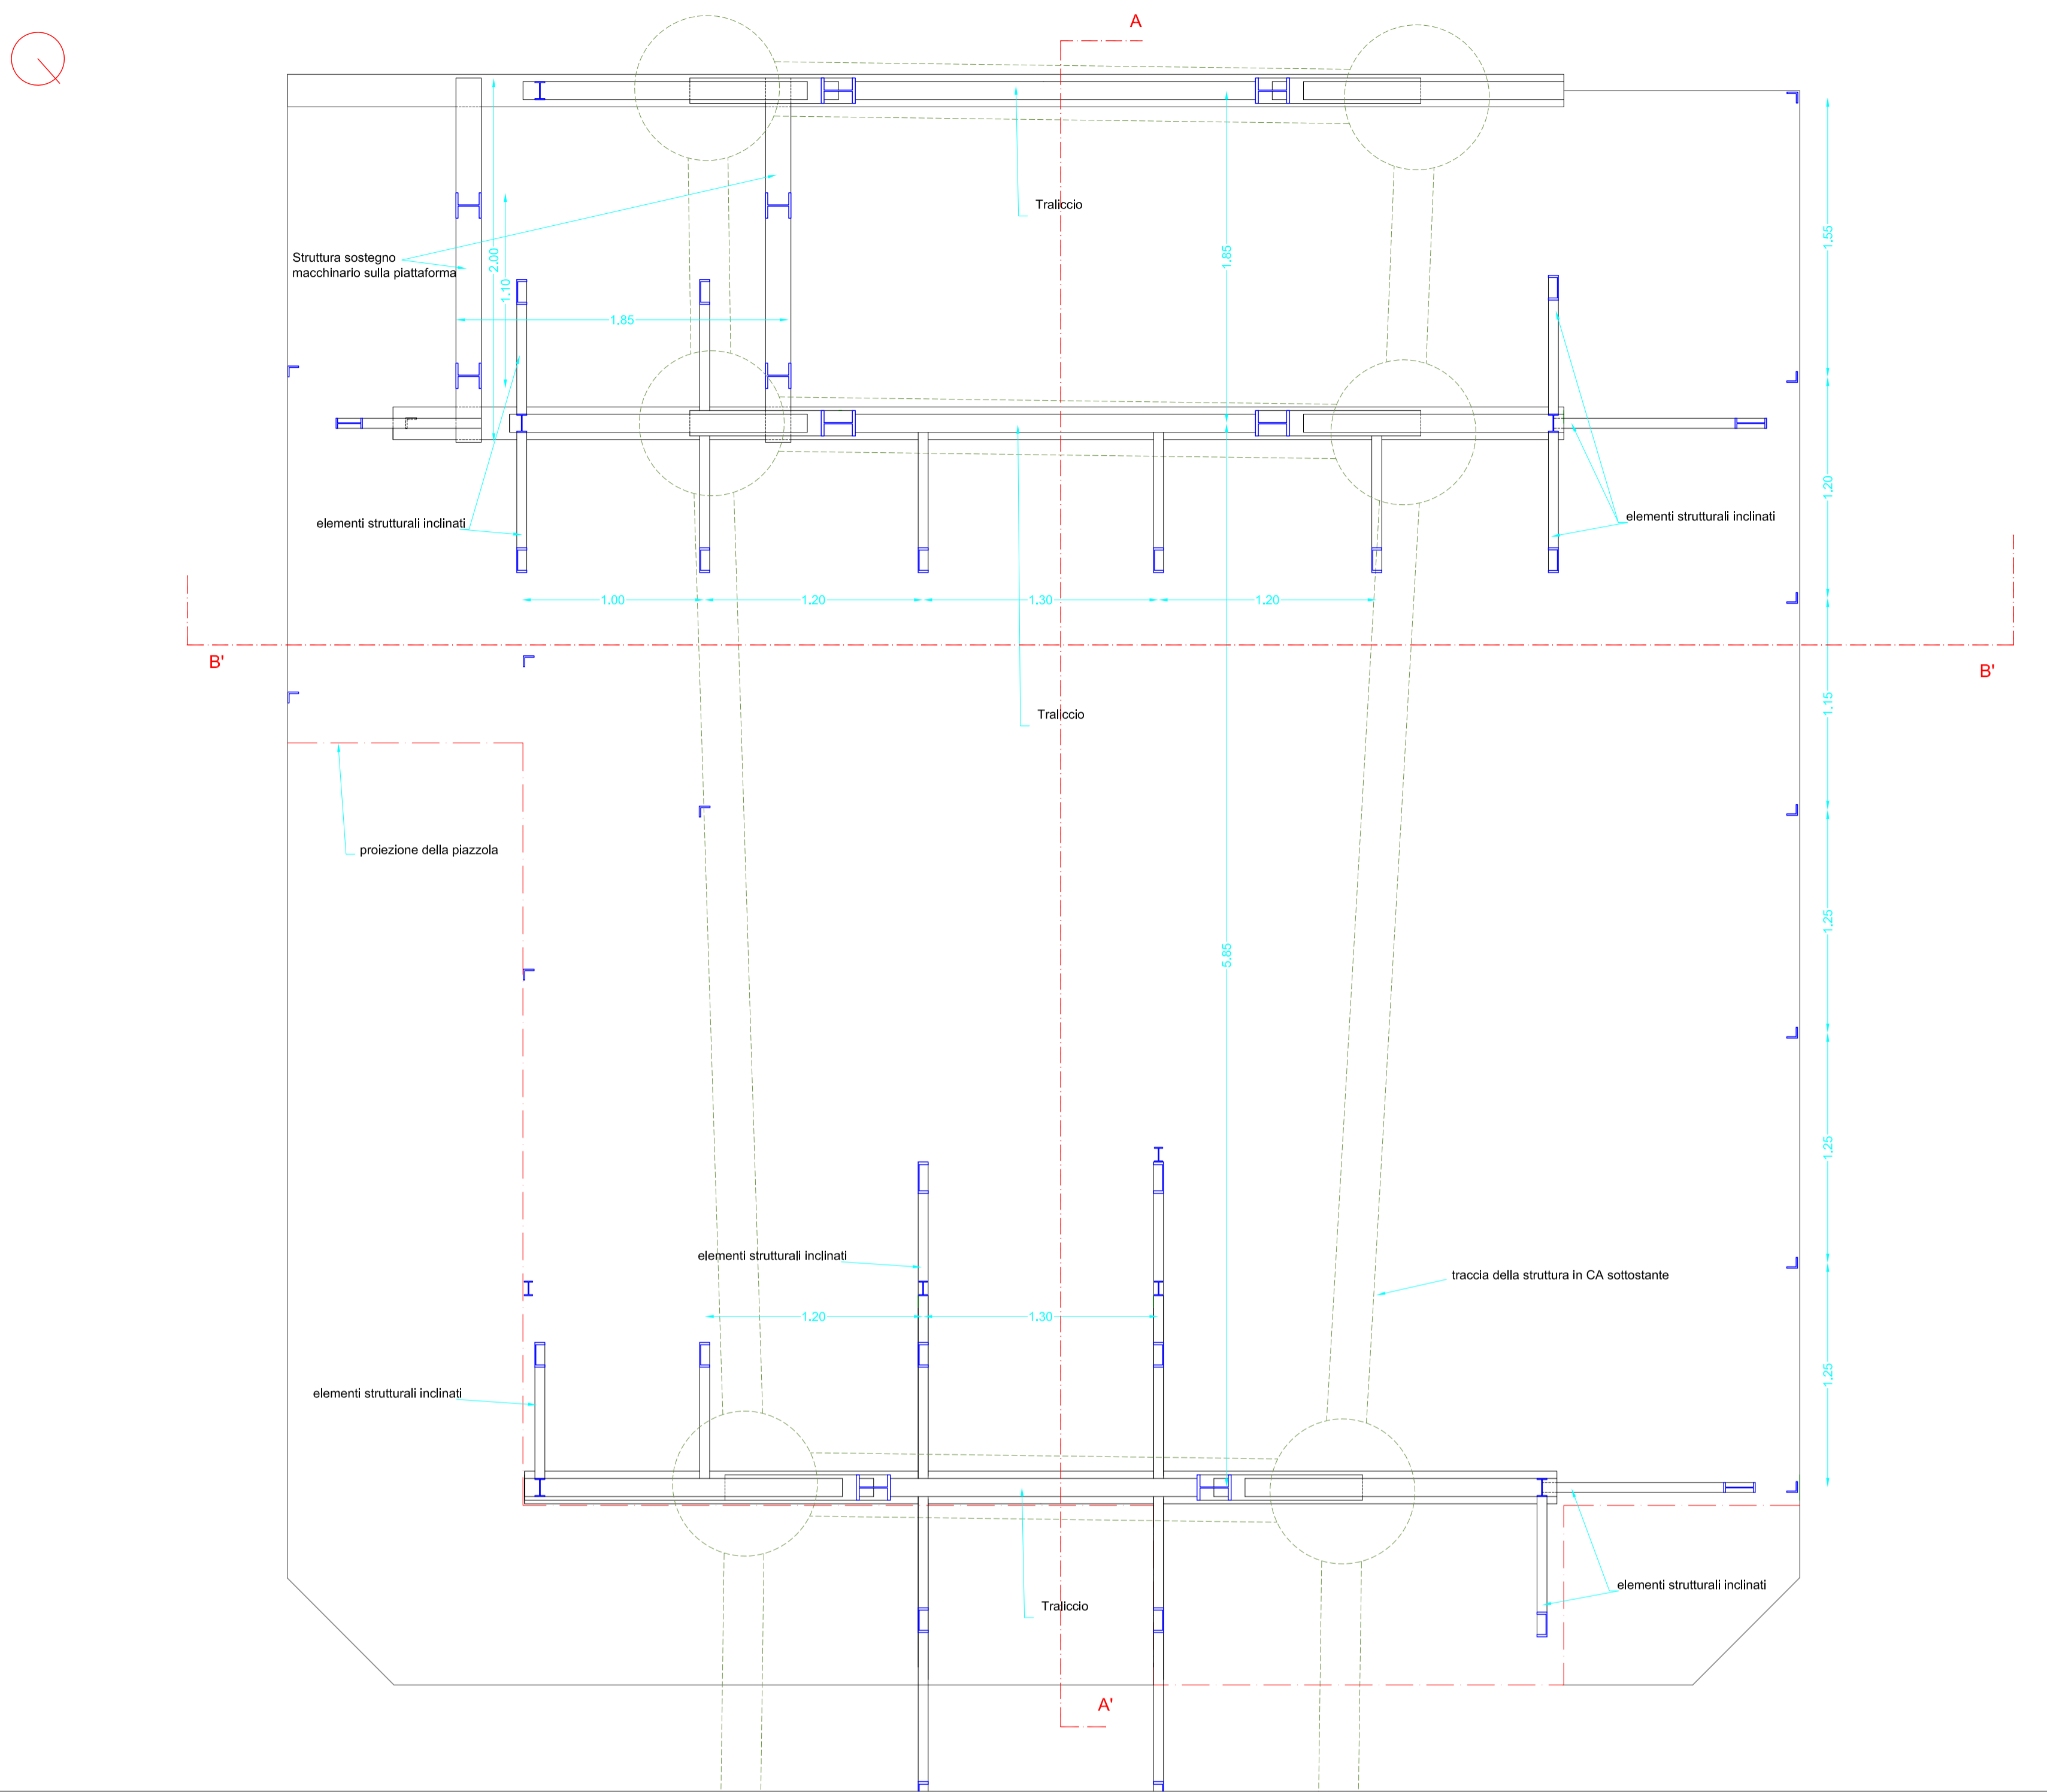 A
Traliccio
Struttura sostegno
macchinario sulla piattaforma
2.00
1.10
1.85
1.85
1.55
elementi strutturali inclinati
elementi strutturali inclinati
1.20
1.00
1.20
1.30
1.20
B'
B'
Traliccio
1.15
proiezione della piazzola
5.85
1.25
1.25
elementi strutturali inclinati
traccia della struttura in CA sottostante
1.20
1.30
1.25
elementi strutturali inclinati
Traliccio
elementi strutturali inclinati
A'